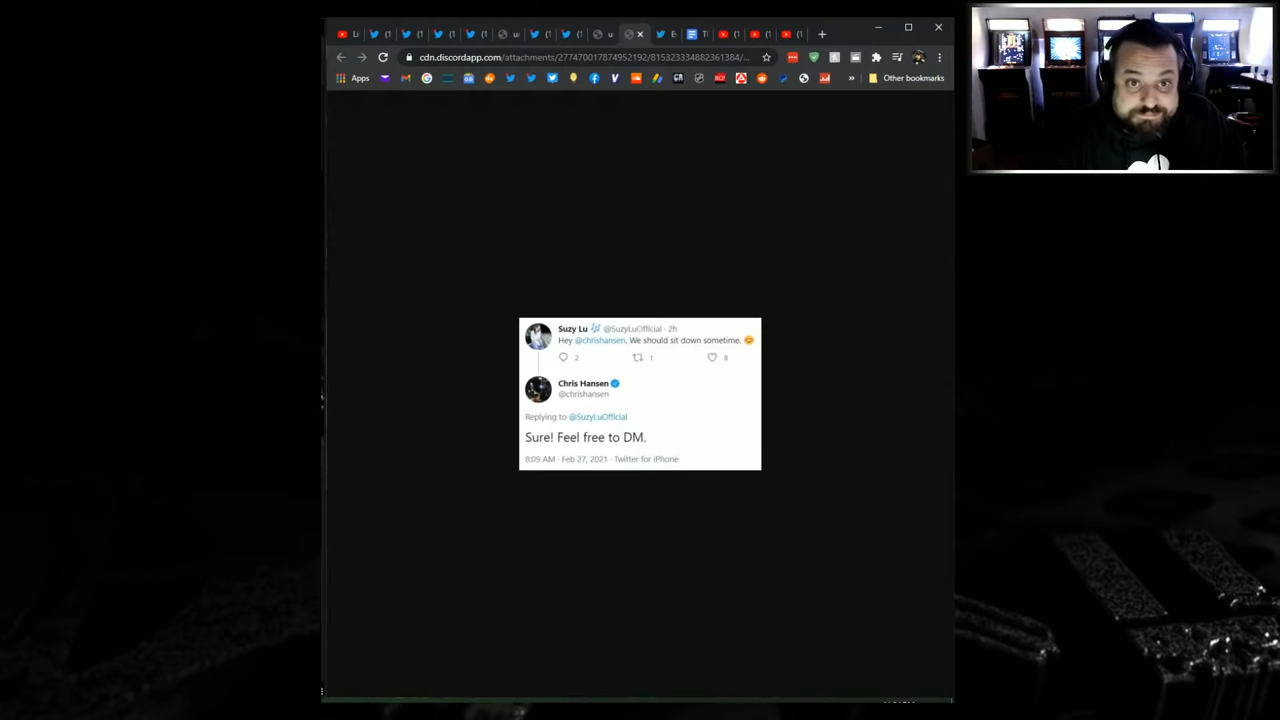 cdn.discordapp.com/attachments/277470017874952192/815323334882361384/...
Apps
Other bookmarks
Suzy Lu @SuzyLuOfficial · 2h
Hey @chrishansen. We should sit down sometime. 😊
2 1 8
Chris Hansen
@chrishansen
Replying to @SuzyLuOfficial
Sure! Feel free to DM.
8:09 AM · Feb 27, 2021 · Twitter for iPhone